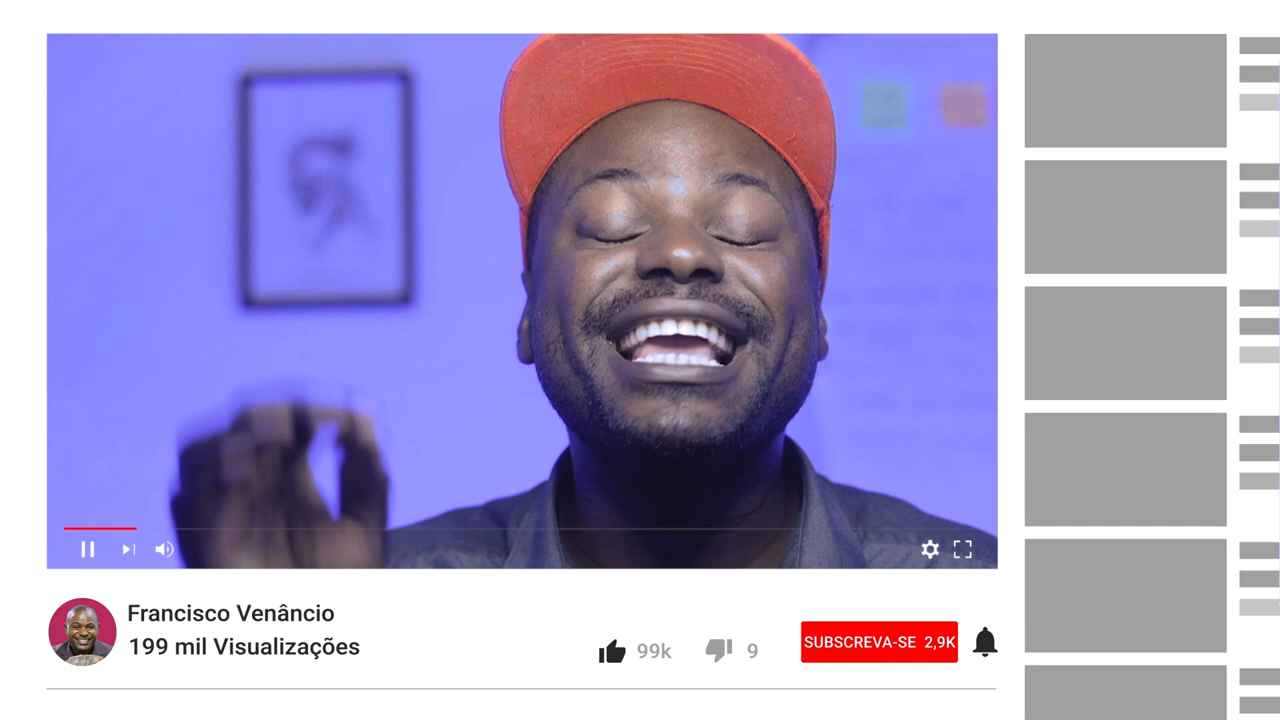 Francisco Venâncio
199 mil Visualizações
99k
9
SUBSCREVA-SE 2,9K